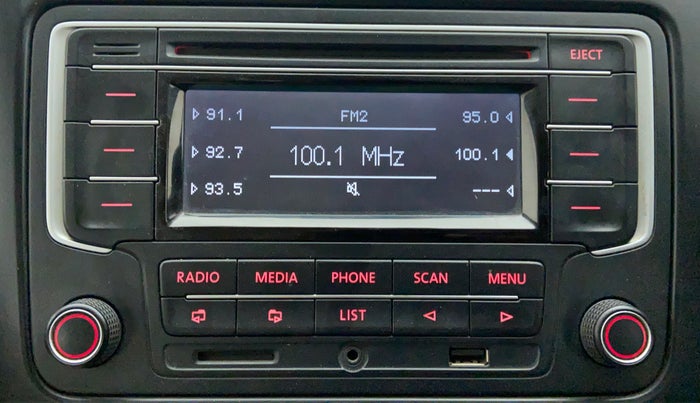 EJECT
91.1 FM2 95.0
92.7 100.1 MHz 100.1
93.5 ---
RADIO MEDIA PHONE SCAN MENU
LIST